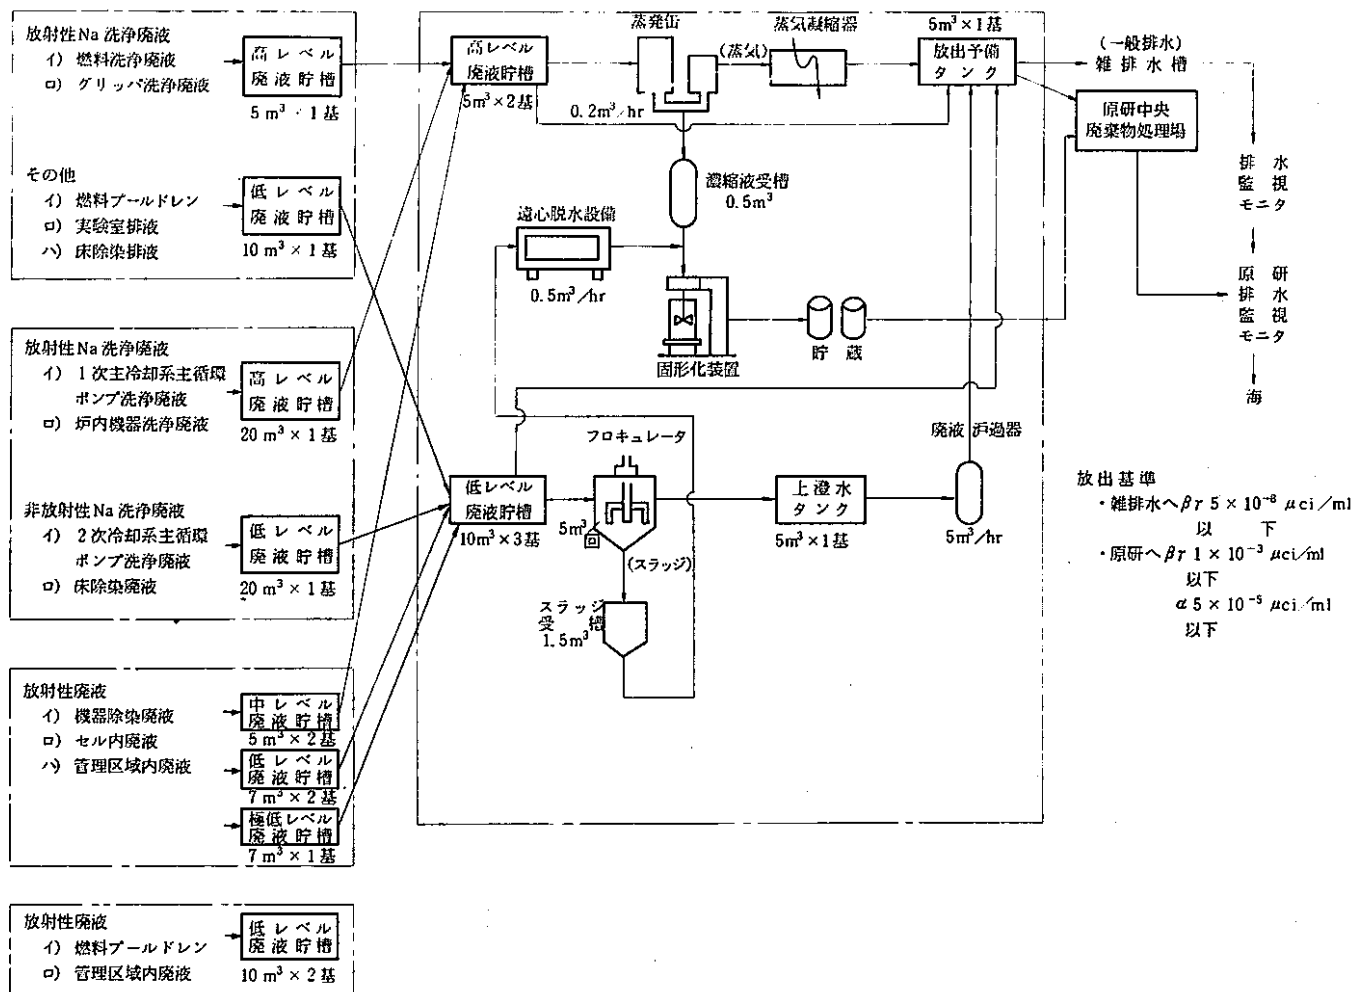 放射性Na洗浄廃液
イ) 燃料洗浄廃液
ロ) グリッパ洗浄廃液
高レベル
廃液貯槽
5m³・1基
その他
イ) 燃料プールドレン
ロ) 実験室排液
ハ) 床除染排液
低レベル
廃液貯槽
10m³×1基
放射性Na洗浄廃液
イ) 1次主冷却系主循環
ポンプ洗浄廃液
ロ) 炉内機器洗浄廃液
高レベル
廃液貯槽
20m³×1基
非放射性Na洗浄廃液
イ) 2次冷却系主循環
ポンプ洗浄廃液
ロ) 床除染廃液
低レベル
廃液貯槽
20m³×1基
放射性廃液
イ) 機器除染廃液
ロ) セル内廃液
ハ) 管理区域内廃液
中レベル
廃液貯槽
5m³×2基
低レベル
廃液貯槽
7m³×2基
極低レベル
廃液貯槽
7m³×1基
放射性廃液
イ) 燃料プールドレン
ロ) 管理区域内廃液
低レベル
廃液貯槽
10m³×2基
高レベル
廃液貯槽
5m³×2基
蒸発缶
0.2m³/hr
(蒸気)
蒸気凝縮器
5m³×1基
放出予備
タンク
濃縮液受槽
0.5m³
遠心脱水設備
0.5m³/hr
固形化装置
貯蔵
低レベル
廃液貯槽
10m³×3基
フロキュレータ
5m³/回
(スラッジ)
スラッジ
受槽
1.5m³
上澄水
タンク
5m³×1基
廃液沪過器
5m³/hr
(一般排水)
雑排水槽
原研中央
廃棄物処理場
排水
監視
モニタ
原研
排水
監視
モニタ
海
放出基準
・雑排水へβγ 5×10⁻⁸ μci/ml
以下
・原研へβγ 1×10⁻³ μci/ml
以下
α 5×10⁻⁵ μci/ml
以下